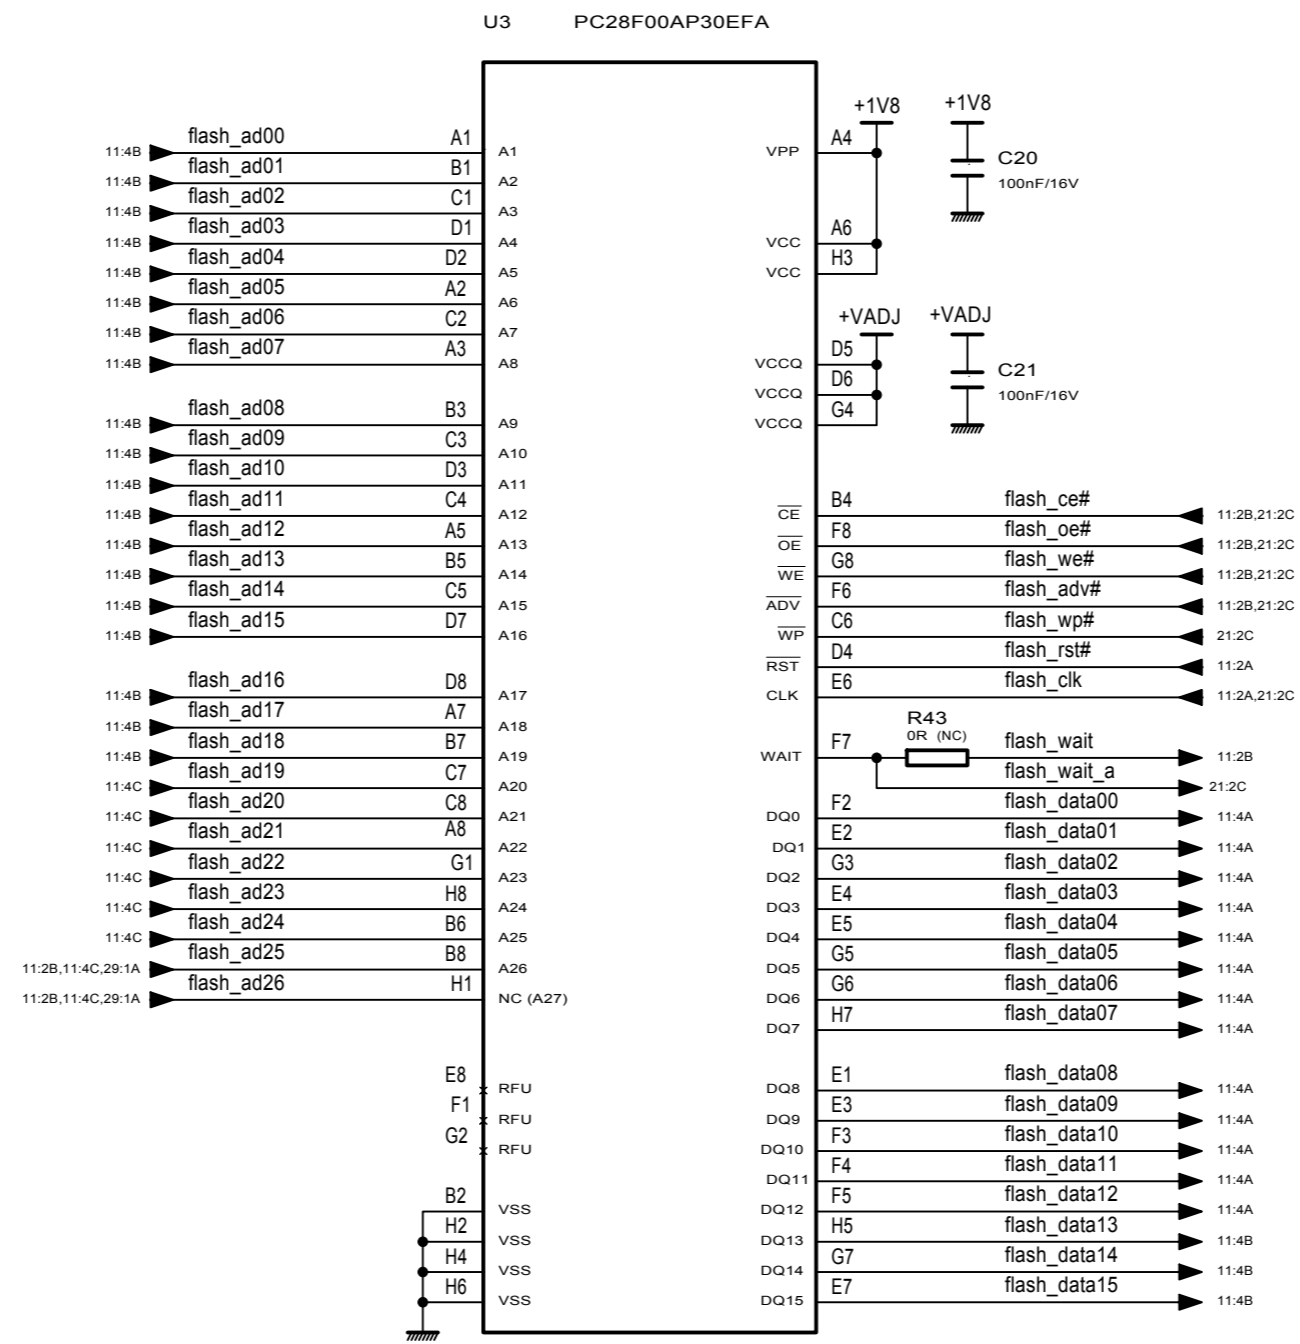 U3 PC28F00AP30EFA
+1V8 +1V8
11:4B flash_ad00 A1 A1 VPP A4
C20
100nF/16V
11:4B flash_ad01 B1 A2
11:4B flash_ad02 C1 A3
11:4B flash_ad03 D1 A4 VCC A6
11:4B flash_ad04 D2 A5 VCC H3
11:4B flash_ad05 A2 A6
11:4B flash_ad06 C2 A7
+VADJ +VADJ
11:4B flash_ad07 A3 A8 VCCQ D5
C21
VCCQ D6
100nF/16V
11:4B flash_ad08 B3 A9 VCCQ G4
11:4B flash_ad09 C3 A10
11:4B flash_ad10 D3 A11
11:4B flash_ad11 C4 A12 CE B4 flash_ce# 11:2B,21:2C
11:4B flash_ad12 A5 A13 OE F8 flash_oe# 11:2B,21:2C
11:4B flash_ad13 B5 A14 WE G8 flash_we# 11:2B,21:2C
11:4B flash_ad14 C5 A15 ADV F6 flash_adv# 11:2B,21:2C
11:4B flash_ad15 D7 A16 WP C6 flash_wp# 21:2C
RST D4 flash_rst# 11:2A
11:4B flash_ad16 D8 A17 CLK E6 flash_clk 11:2A,21:2C
11:4B flash_ad17 A7 A18
R43
0R (NC)
11:4B flash_ad18 B7 A19 WAIT F7 flash_wait 11:2B
11:4C flash_ad19 C7 A20 flash_wait_a 21:2C
11:4C flash_ad20 C8 A21 DQ0 F2 flash_data00 11:4A
11:4C flash_ad21 A8 A22 DQ1 E2 flash_data01 11:4A
11:4C flash_ad22 G1 A23 DQ2 G3 flash_data02 11:4A
11:4C flash_ad23 H8 A24 DQ3 E4 flash_data03 11:4A
11:4C flash_ad24 B6 A25 DQ4 E5 flash_data04 11:4A
11:2B,11:4C,29:1A flash_ad25 B8 A26 DQ5 G5 flash_data05 11:4A
11:2B,11:4C,29:1A flash_ad26 H1 NC (A27) DQ6 G6 flash_data06 11:4A
DQ7 H7 flash_data07 11:4A
E8 RFU DQ8 E1 flash_data08 11:4A
F1 RFU DQ9 E3 flash_data09 11:4A
G2 RFU DQ10 F3 flash_data10 11:4A
DQ11 F4 flash_data11 11:4A
B2 VSS DQ12 F5 flash_data12 11:4A
H2 VSS DQ13 H5 flash_data13 11:4B
H4 VSS DQ14 G7 flash_data14 11:4B
H6 VSS DQ15 E7 flash_data15 11:4B